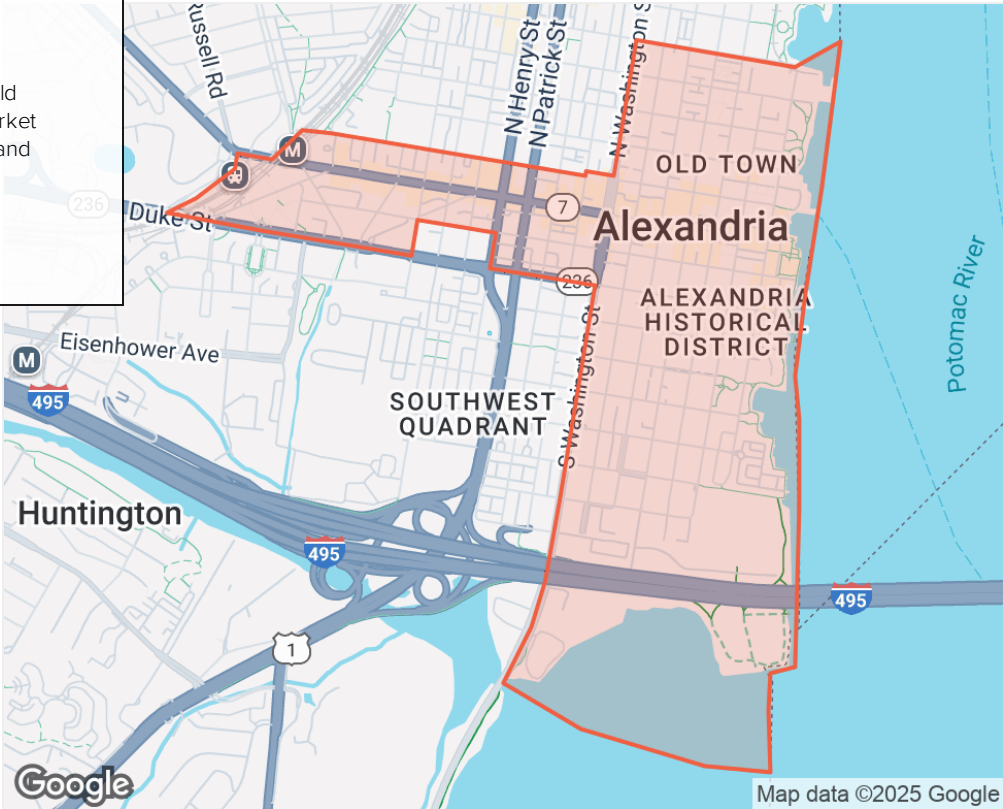 ld
rket
and
Russell Rd
N Henry St
N Patrick St
N Washington S
M
OLD TOWN
236
Duke St
7
Alexandria
236
ALEXANDRIA
HISTORICAL
DISTRICT
Potomac River
Eisenhower Ave
M
495
S Washington St
SOUTHWEST
QUADRANT
Huntington
495
495
1
Google
Map data ©2025 Google